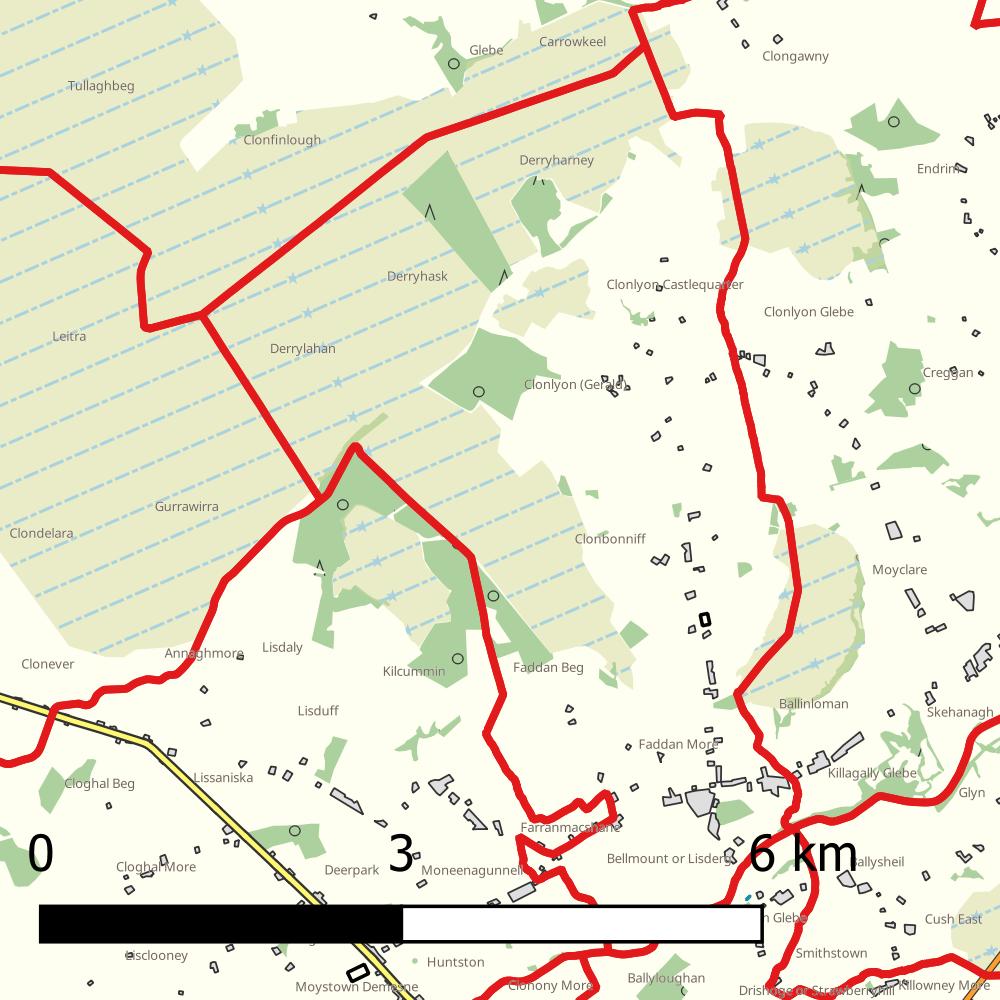 Carrowkeel
Glebe
Clongawny
Tullaghbeg
Clonfinlough
Derryharney
Endrim
Derryhask
Clonlyon Castlequarter
Clonlyon Glebe
Leitra
Derrylahan
Creggan
Clonlyon (Gerald)
Gurrawirra
Clondelara
Clonbonniff
Moyclare
Lisdaly
Annaghmore
Clonever
Kilcummin
Faddan Beg
Ballinloman
Lisduff
Skehanagh
Faddan More
Killagally Glebe
Lissaniska
Cloghal Beg
Glyn
Farranmacshane
0 3 6 km
Bellmount or Lisderg
Ballysheil
Cloghal More
Deerpark
Moneenagunnell
n Glebe
Cush East
Smithstown
Lisclooney
Huntston
Ballyloughan
Moystown Demesne
Clonony More
Drishoge or Strawberryhill
Killowney More